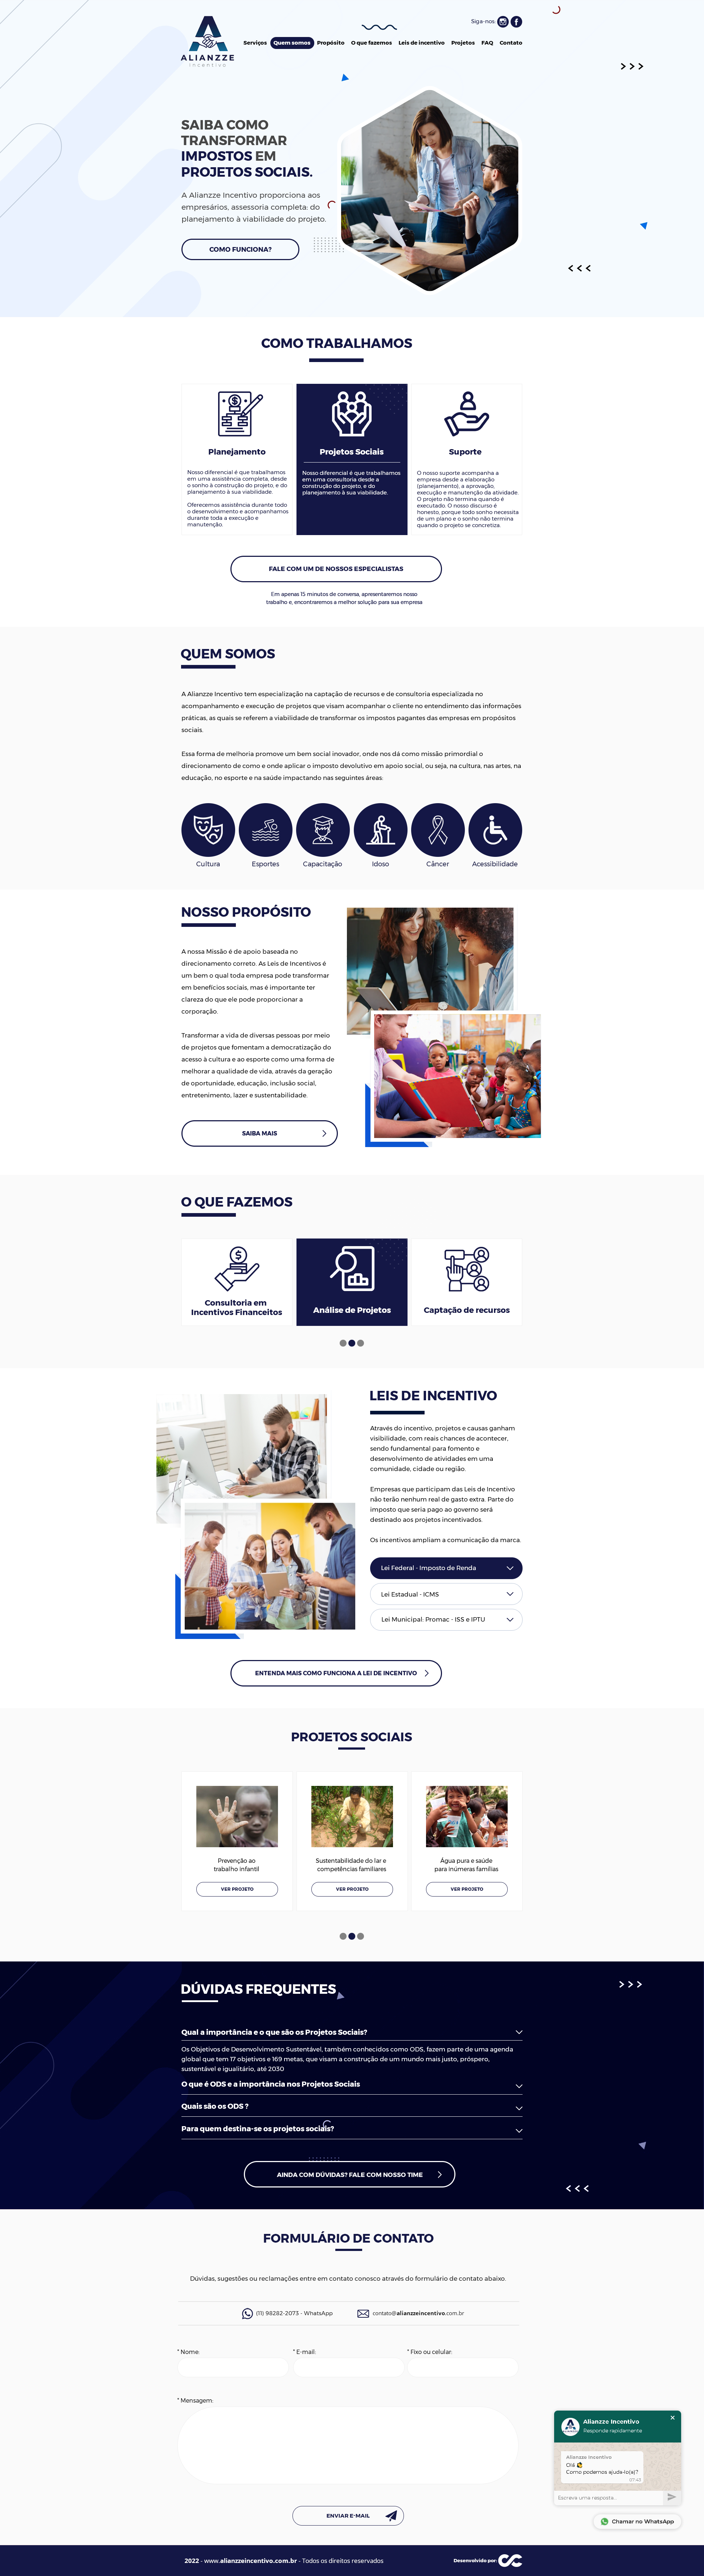 ALIANZZE
Incentivo
Siga-nos:
Serviços
Quem somos
Propósito
O que fazemos
Leis de incentivo
Projetos
FAQ
Contato
SAIBA COMO
TRANSFORMAR
IMPOSTOS EM
PROJETOS SOCIAIS.
A Alianzze Incentivo proporciona aos
empresários, assessoria completa: do
planejamento à viabilidade do projeto.
COMO FUNCIONA?
COMO TRABALHAMOS
Planejamento
Nosso diferencial é que trabalhamos
em uma assistência completa, desde
o sonho à construção do projeto, e do
planejamento à sua viabilidade.
Oferecemos assistência durante todo
o desenvolvimento e acompanhamos
durante toda a execução e
manutenção.
Projetos Sociais
Nosso diferencial é que trabalhamos
em uma consultoria desde a
construção do projeto, e do
planejamento à sua viabilidade.
Suporte
O nosso suporte acompanha a
empresa desde a elaboração
(planejamento), a aprovação,
execução e manutenção da atividade.
O projeto não termina quando é
executado. O nosso discurso é
honesto, porque todo sonho necessita
de um plano e o sonho não termina
quando o projeto se concretiza.
FALE COM UM DE NOSSOS ESPECIALISTAS
Em apenas 15 minutos de conversa, apresentaremos nosso
trabalho e, encontraremos a melhor solução para sua empresa
QUEM SOMOS
A Alianzze Incentivo tem especialização na captação de recursos e de consultoria especializada no
acompanhamento e execução de projetos que visam acompanhar o cliente no entendimento das informações
práticas, as quais se referem a viabilidade de transformar os impostos pagantes das empresas em propósitos
sociais.
Essa forma de melhoria promove um bem social inovador, onde nos dá como missão primordial o
direcionamento de como e onde aplicar o imposto devolutivo em apoio social, ou seja, na cultura, nas artes, na
educação, no esporte e na saúde impactando nas seguintes áreas:
Cultura
Esportes
Capacitação
Idoso
Câncer
Acessibilidade
NOSSO PROPÓSITO
A nossa Missão é de apoio baseada no
direcionamento correto. As Leis de Incentivos é
um bem o qual toda empresa pode transformar
em benefícios sociais, mas é importante ter
clareza do que ele pode proporcionar a
corporação.
Transformar a vida de diversas pessoas por meio
de projetos que fomentam a democratização do
acesso à cultura e ao esporte como uma forma de
melhorar a qualidade de vida, através da geração
de oportunidade, educação, inclusão social,
entretenimento, lazer e sustentabilidade.
SAIBA MAIS
O QUE FAZEMOS
Consultoria em
Incentivos Financeitos
Análise de Projetos
Captação de recursos
LEIS DE INCENTIVO
Através do incentivo, projetos e causas ganham
visibilidade, com reais chances de acontecer,
sendo fundamental para fomento e
desenvolvimento de atividades em uma
comunidade, cidade ou região.
Empresas que participam das Leis de Incentivo
não terão nenhum real de gasto extra. Parte do
imposto que seria pago ao governo será
destinado aos projetos incentivados.
Os incentivos ampliam a comunicação da marca.
Lei Federal - Imposto de Renda
Lei Estadual - ICMS
Lei Municipal: Promac - ISS e IPTU
ENTENDA MAIS COMO FUNCIONA A LEI DE INCENTIVO
PROJETOS SOCIAIS
Prevenção ao
trabalho infantil
VER PROJETO
Sustentabilidade do lar e
competências familiares
VER PROJETO
Água pura e saúde
para inúmeras famílias
VER PROJETO
DÚVIDAS FREQUENTES
Qual a importância e o que são os Projetos Sociais?
Os Objetivos de Desenvolvimento Sustentável, também conhecidos como ODS, fazem parte de uma agenda
global que tem 17 objetivos e 169 metas, que visam a construção de um mundo mais justo, próspero,
sustentável e igualitário, até 2030
O que é ODS e a importância nos Projetos Sociais
Quais são os ODS ?
Para quem destina-se os projetos sociais?
AINDA COM DÚVIDAS? FALE COM NOSSO TIME
FORMULÁRIO DE CONTATO
Dúvidas, sugestões ou reclamações entre em contato conosco através do formulário de contato abaixo.
(11) 98282-2073 - WhatsApp
contato@alianzzeincentivo.com.br
* Nome:
* E-mail:
* Fixo ou celular:
* Mensagem:
ENVIAR E-MAIL
Alianzze Incentivo
Responde rapidamente
Alianzze Incentivo
Olá
Como podemos ajudá-lo(a)?
07:43
Escreva uma resposta...
Chamar no WhatsApp
2022 - www.alianzzeincentivo.com.br - Todos os direitos reservados
Desenvolvido por: